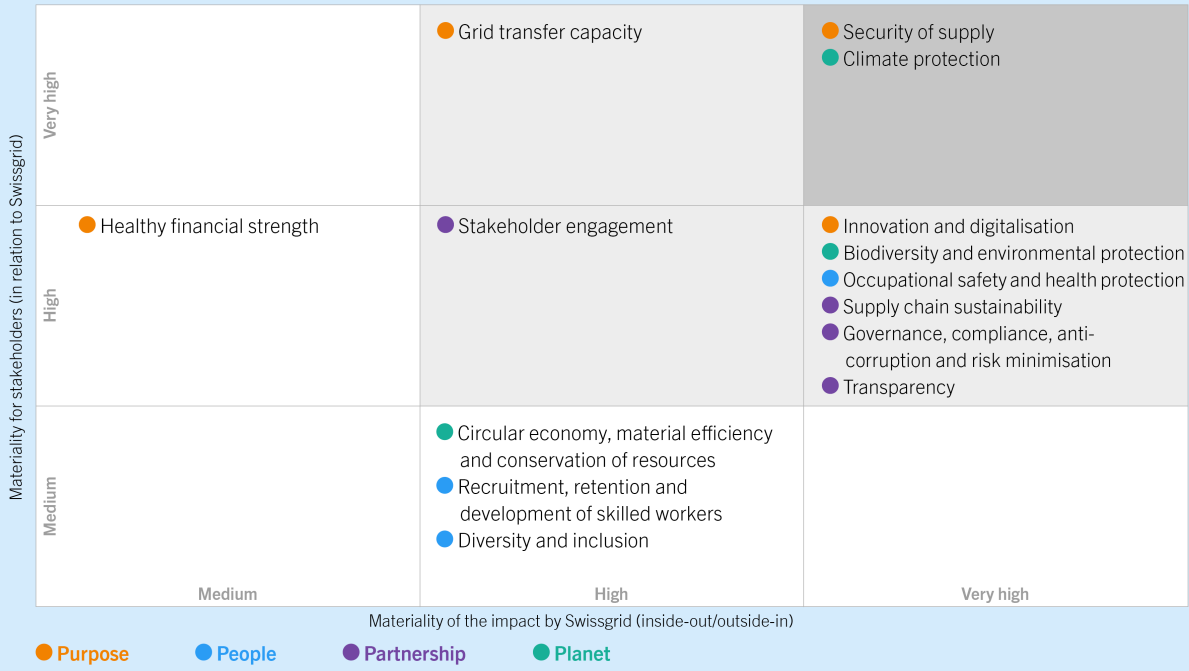 Materiality for stakeholders (in relation to Swissgrid)
Very high
Grid transfer capacity
Security of supply
Climate protection
High
Healthy financial strength
Stakeholder engagement
Innovation and digitalisation
Biodiversity and environmental protection
Occupational safety and health protection
Supply chain sustainability
Governance, compliance, anti-
corruption and risk minimisation
Transparency
Medium
Circular economy, material efficiency
and conservation of resources
Recruitment, retention and
development of skilled workers
Diversity and inclusion
Medium
High
Very high
Materiality of the impact by Swissgrid (inside-out/outside-in)
Purpose
People
Partnership
Planet